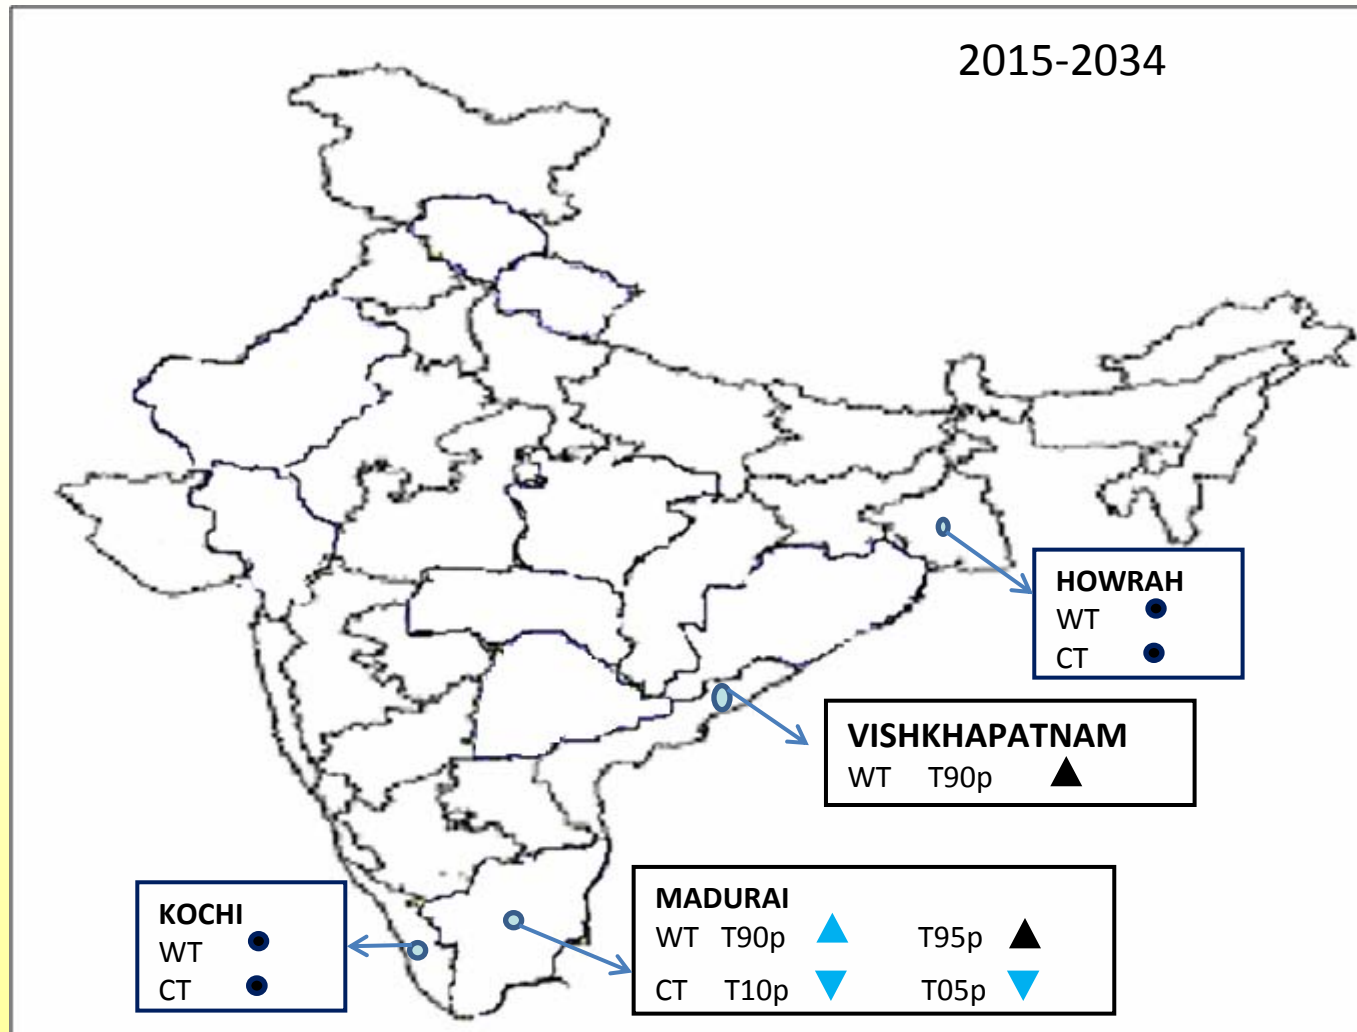 2015-2034
HOWRAH
WT
CT
VISHKHAPATNAM
WT T90p
KOCHI
WT
CT
MADURAI
WT T90p T95p
CT T10p T05p